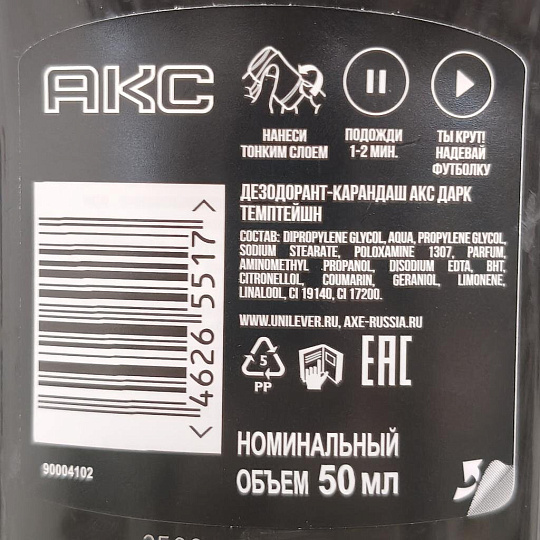 АКС
НАНЕСИ
ТОНКИМ СЛОЕМ
ПОДОЖДИ
1-2 МИН.
ТЫ КРУТ!
НАДЕВАЙ
ФУТБОЛКУ
ДЕЗОДОРАНТ-КАРАНДАШ АКС ДАРК
ТЕМПТЕЙШН
СОСТАВ: DIPROPYLENE GLYCOL, AQUA, PROPYLENE GLYCOL,
SODIUM STEARATE, POLOXAMINE 1307, PARFUM,
AMINOMETHYL PROPANOL, DISODIUM EDTA, BHT,
CITRONELLOL, COUMARIN, GERANIOL, LIMONENE,
LINALOOL, CI 19140, CI 17200.
WWW.UNILEVER.RU, AXE-RUSSIA.RU
5
PP
EAC
< 4626 5517 >
90004102
НОМИНАЛЬНЫЙ
ОБЪЕМ 50 МЛ